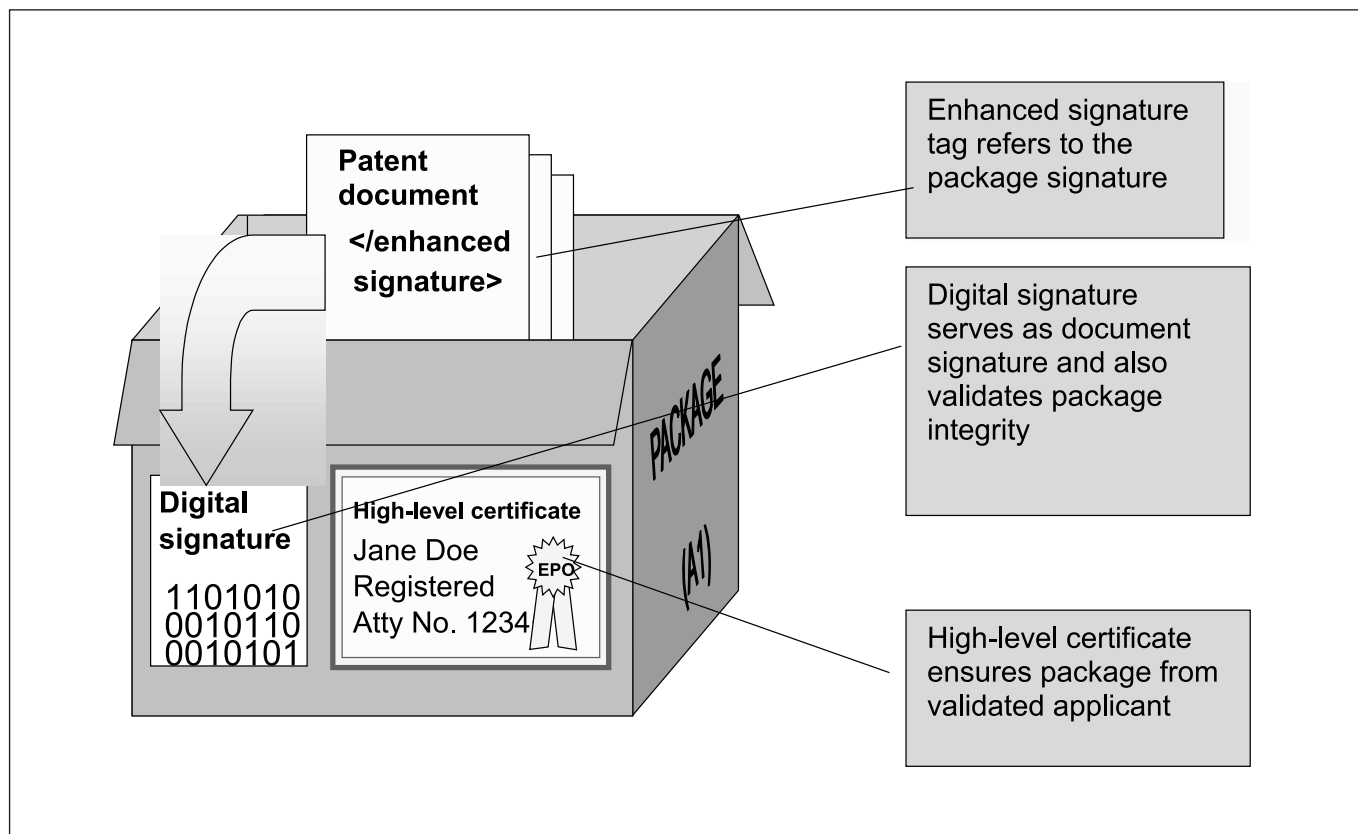 Patent
document
</enhanced
signature>
Digital
signature
1101010
0010110
0010101
High-level certificate
Jane Doe
Registered
Atty No. 1234
EPO
PACKAGE
(A1)
Enhanced signature
tag refers to the
package signature
Digital signature
serves as document
signature and also
validates package
integrity
High-level certificate
ensures package from
validated applicant